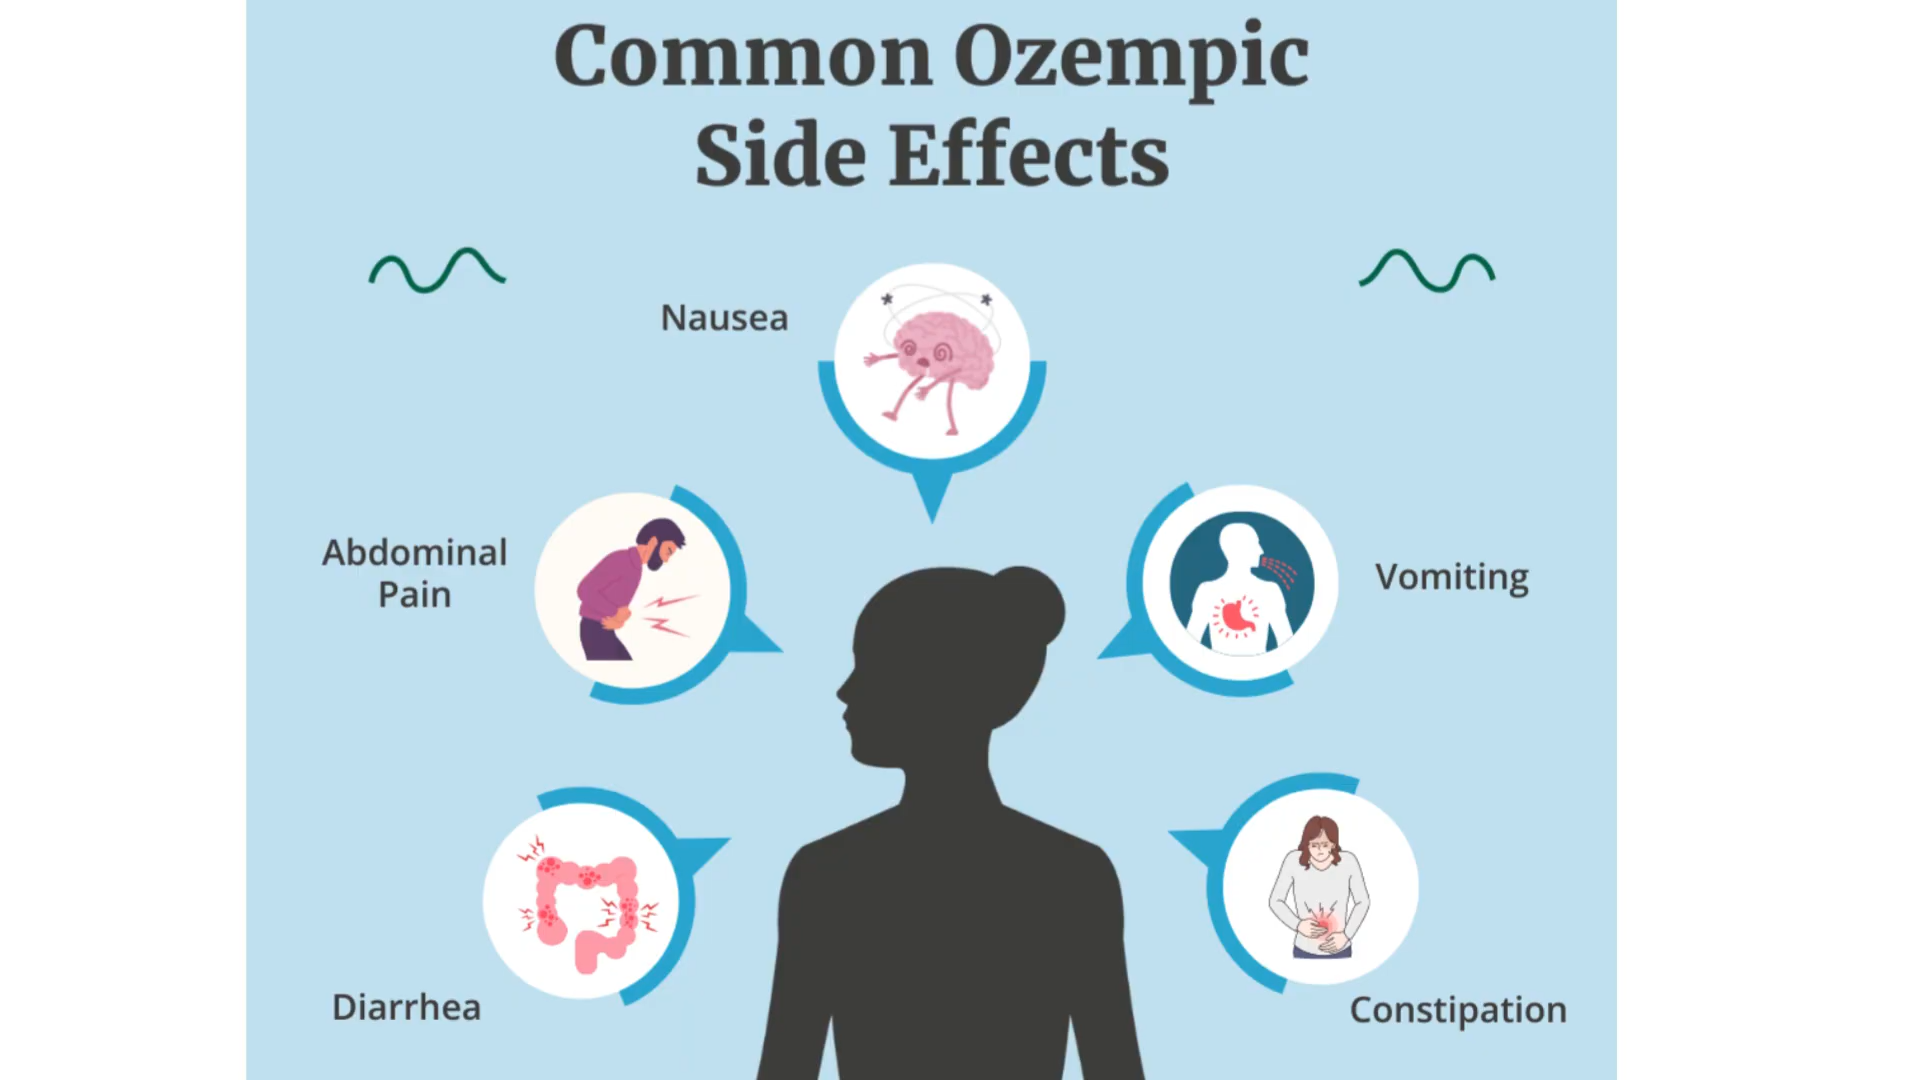 Common Ozempic
Side Effects
Nausea
Abdominal
Pain
Vomiting
Diarrhea
Constipation